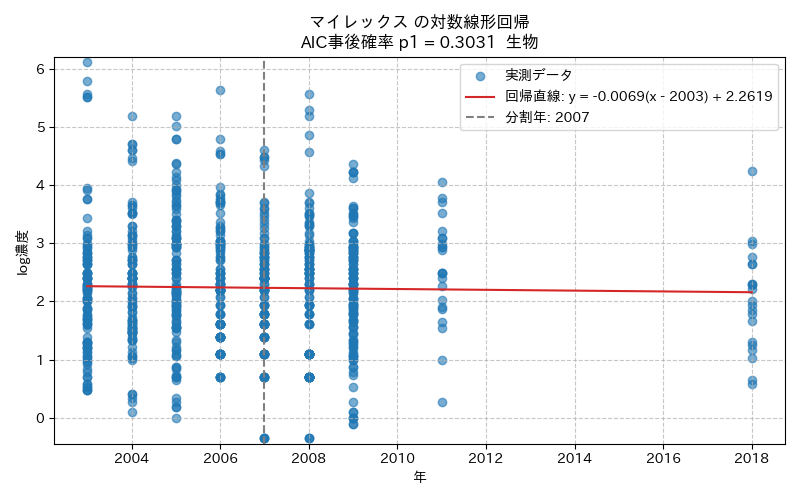 マイレックス の対数線形回帰
AIC事後確率 p1 = 0.3031  生物
実測データ
回帰直線: y = -0.0069(x - 2003) + 2.2619
分割年: 2007
log濃度
6
5
4
3
2
1
0
2004 2006 2008 2010 2012 2014 2016 2018
年